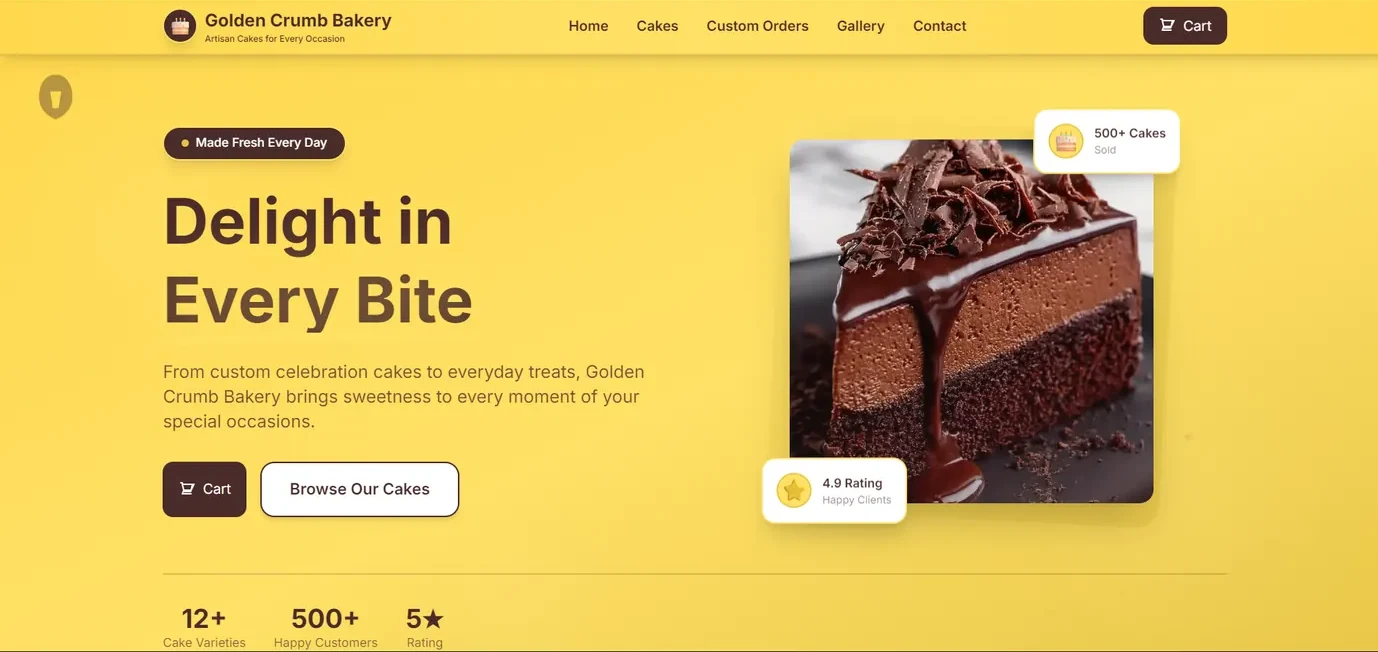 Golden Crumb Bakery
Artisan Cakes for Every Occasion
Home
Cakes
Custom Orders
Gallery
Contact
Cart
Made Fresh Every Day
Delight in
Every Bite
From custom celebration cakes to everyday treats, Golden
Crumb Bakery brings sweetness to every moment of your
special occasions.
Cart
Browse Our Cakes
500+ Cakes
Sold
4.9 Rating
Happy Clients
12+
Cake Varieties
500+
Happy Customers
5★
Rating